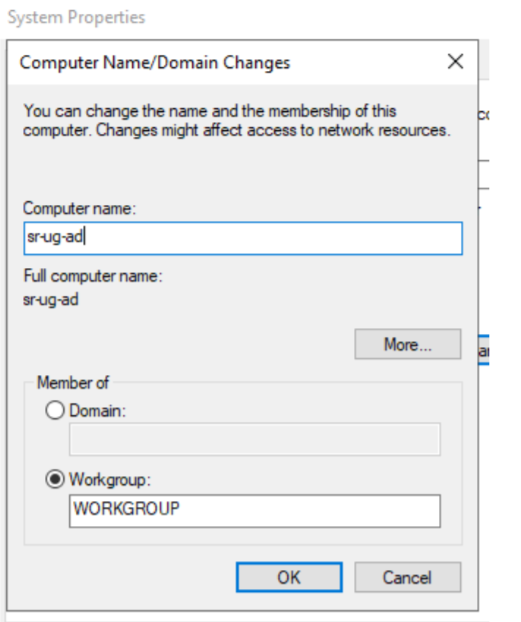 System Properties
Computer Name/Domain Changes
You can change the name and the membership of this
computer. Changes might affect access to network resources.
Computer name:
sr-ug-ad
Full computer name:
sr-ug-ad
More...
Member of
Domain:
Workgroup:
WORKGROUP
OK
Cancel